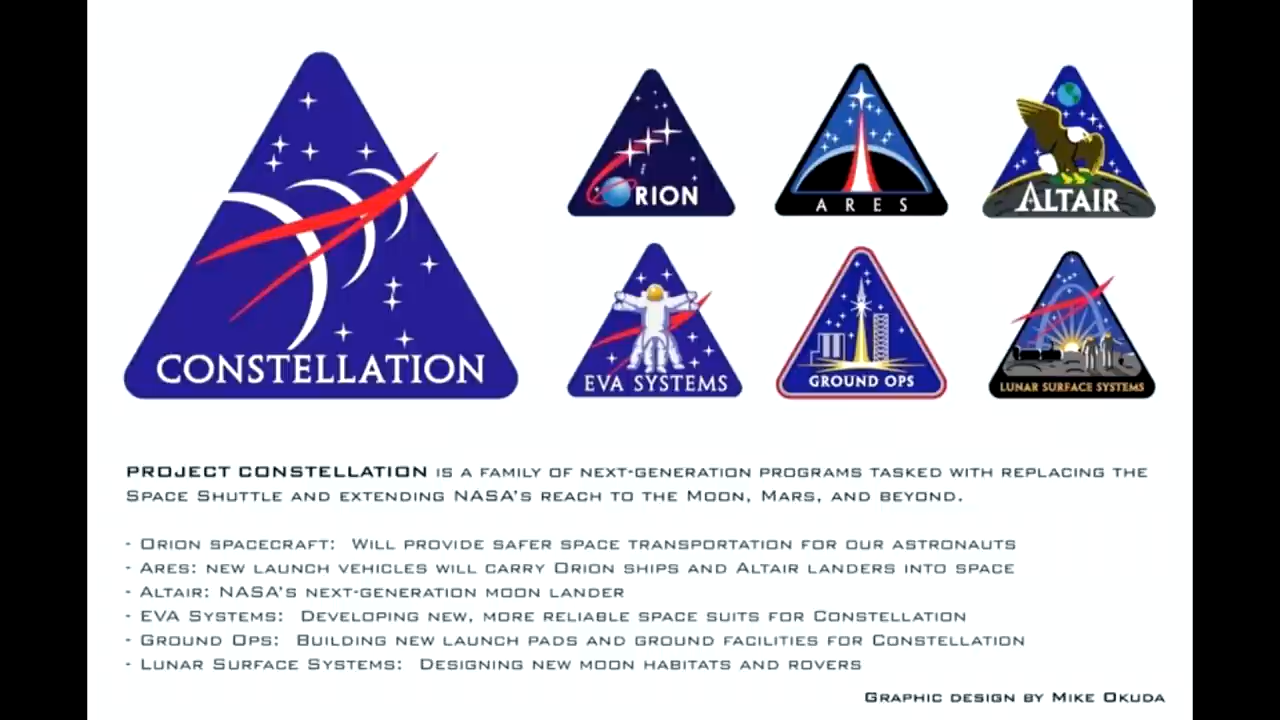 CONSTELLATION
ORION
ARES
ALTAIR
EVA SYSTEMS
GROUND OPS
LUNAR SURFACE SYSTEMS
PROJECT CONSTELLATION IS A FAMILY OF NEXT-GENERATION PROGRAMS TASKED WITH REPLACING THE
SPACE SHUTTLE AND EXTENDING NASA'S REACH TO THE MOON, MARS, AND BEYOND.
- ORION SPACECRAFT: WILL PROVIDE SAFER SPACE TRANSPORTATION FOR OUR ASTRONAUTS
- ARES: NEW LAUNCH VEHICLES WILL CARRY ORION SHIPS AND ALTAIR LANDERS INTO SPACE
- ALTAIR: NASA'S NEXT-GENERATION MOON LANDER
- EVA SYSTEMS: DEVELOPING NEW, MORE RELIABLE SPACE SUITS FOR CONSTELLATION
- GROUND OPS: BUILDING NEW LAUNCH PADS AND GROUND FACILITIES FOR CONSTELLATION
- LUNAR SURFACE SYSTEMS: DESIGNING NEW MOON HABITATS AND ROVERS
GRAPHIC DESIGN BY MIKE OKUDA